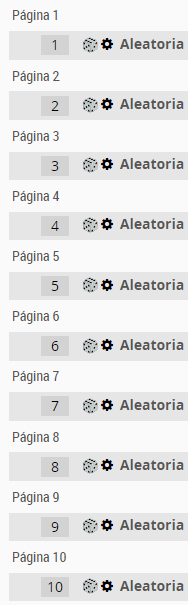 Página 1
1 Aleatoria
Página 2
2 Aleatoria
Página 3
3 Aleatoria
Página 4
4 Aleatoria
Página 5
5 Aleatoria
Página 6
6 Aleatoria
Página 7
7 Aleatoria
Página 8
8 Aleatoria
Página 9
9 Aleatoria
Página 10
10 Aleatoria